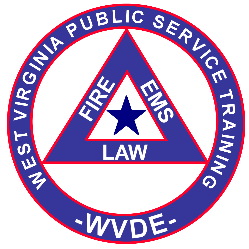 WEST VIRGINIA PUBLIC SERVICE TRAINING
FIRE
EMS
LAW
-WVDE-